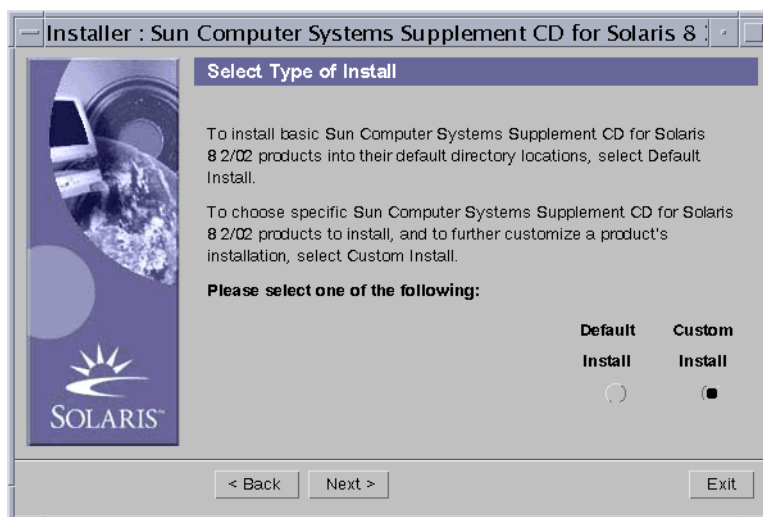 Installer : Sun Computer Systems Supplement CD for Solaris 8
Select Type of Install
To install basic Sun Computer Systems Supplement CD for Solaris
8 2/02 products into their default directory locations, select Default
Install.
To choose specific Sun Computer Systems Supplement CD for Solaris
8 2/02 products to install, and to further customize a product's
installation, select Custom Install.
Please select one of the following:
Default Custom
Install Install
SOLARIS™
< Back Next > Exit